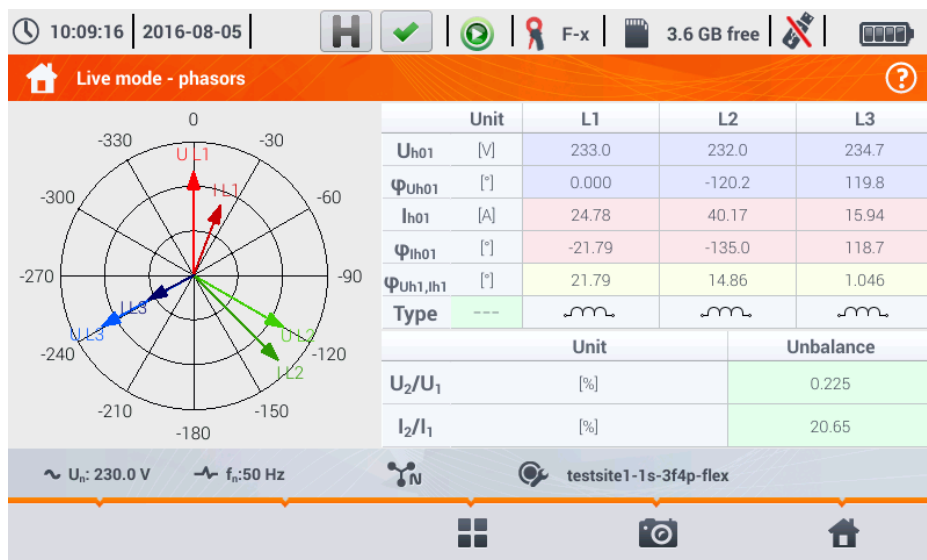 10:09:16 2016-08-05 H F-x 3.6 GB free
Live mode - phasors ?
0
-330 -30
-300 -60
-270 -90
-240 -120
-210 -150
-180
U L1
I L1
U L2
I L2
U L3
I L3
Unit L1 L2 L3
Uh01 [V] 233.0 232.0 234.7
φUh01 [°] 0.000 -120.2 119.8
Ih01 [A] 24.78 40.17 15.94
φIh01 [°] -21.79 -135.0 118.7
φUh1,Ih1 [°] 21.79 14.86 1.046
Type ---
Unit Unbalance
U2/U1 [%] 0.225
I2/I1 [%] 20.65
Un: 230.0 V fn:50 Hz N testsite1-1s-3f4p-flex